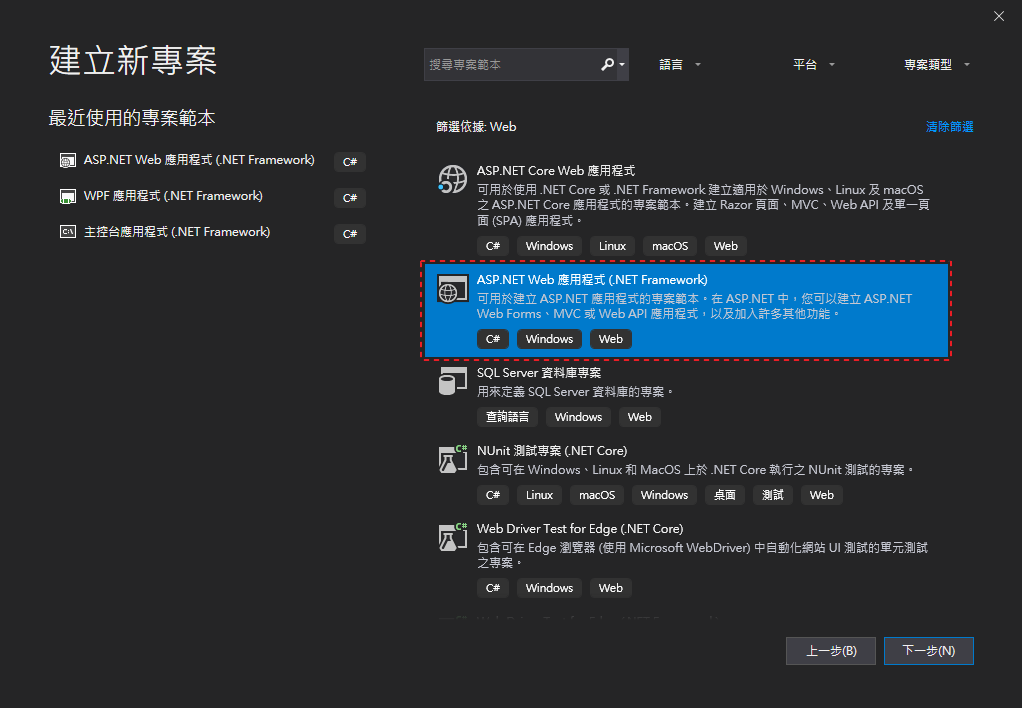 建立新專案
搜尋專案範本
語言
平台
專案類型
最近使用的專案範本
ASP.NET Web 應用程式 (.NET Framework)
C#
WPF 應用程式 (.NET Framework)
C#
主控台應用程式 (.NET Framework)
C#
篩選依據: Web
清除篩選
ASP.NET Core Web 應用程式
可用於使用 .NET Core 或 .NET Framework 建立適用於 Windows、Linux 及 macOS
之 ASP.NET Core 應用程式的專案範本。建立 Razor 頁面、MVC、Web API 及單一頁
面 (SPA) 應用程式。
C# Windows Linux macOS Web
ASP.NET Web 應用程式 (.NET Framework)
可用於建立 ASP.NET 應用程式的專案範本。在 ASP.NET 中，您可以建立 ASP.NET
Web Forms、MVC 或 Web API 應用程式，以及加入許多其他功能。
C# Windows Web
SQL Server 資料庫專案
用來定義 SQL Server 資料庫的專案。
查詢語言 Windows Web
NUnit 測試專案 (.NET Core)
包含可在 Windows、Linux 和 MacOS 上於 .NET Core 執行之 NUnit 測試的專案。
C# Linux macOS Windows 桌面 測試 Web
Web Driver Test for Edge (.NET Core)
包含可在 Edge 瀏覽器 (使用 Microsoft WebDriver) 中自動化網站 UI 測試的單元測試
之專案。
C# Windows Web
上一步(B)
下一步(N)